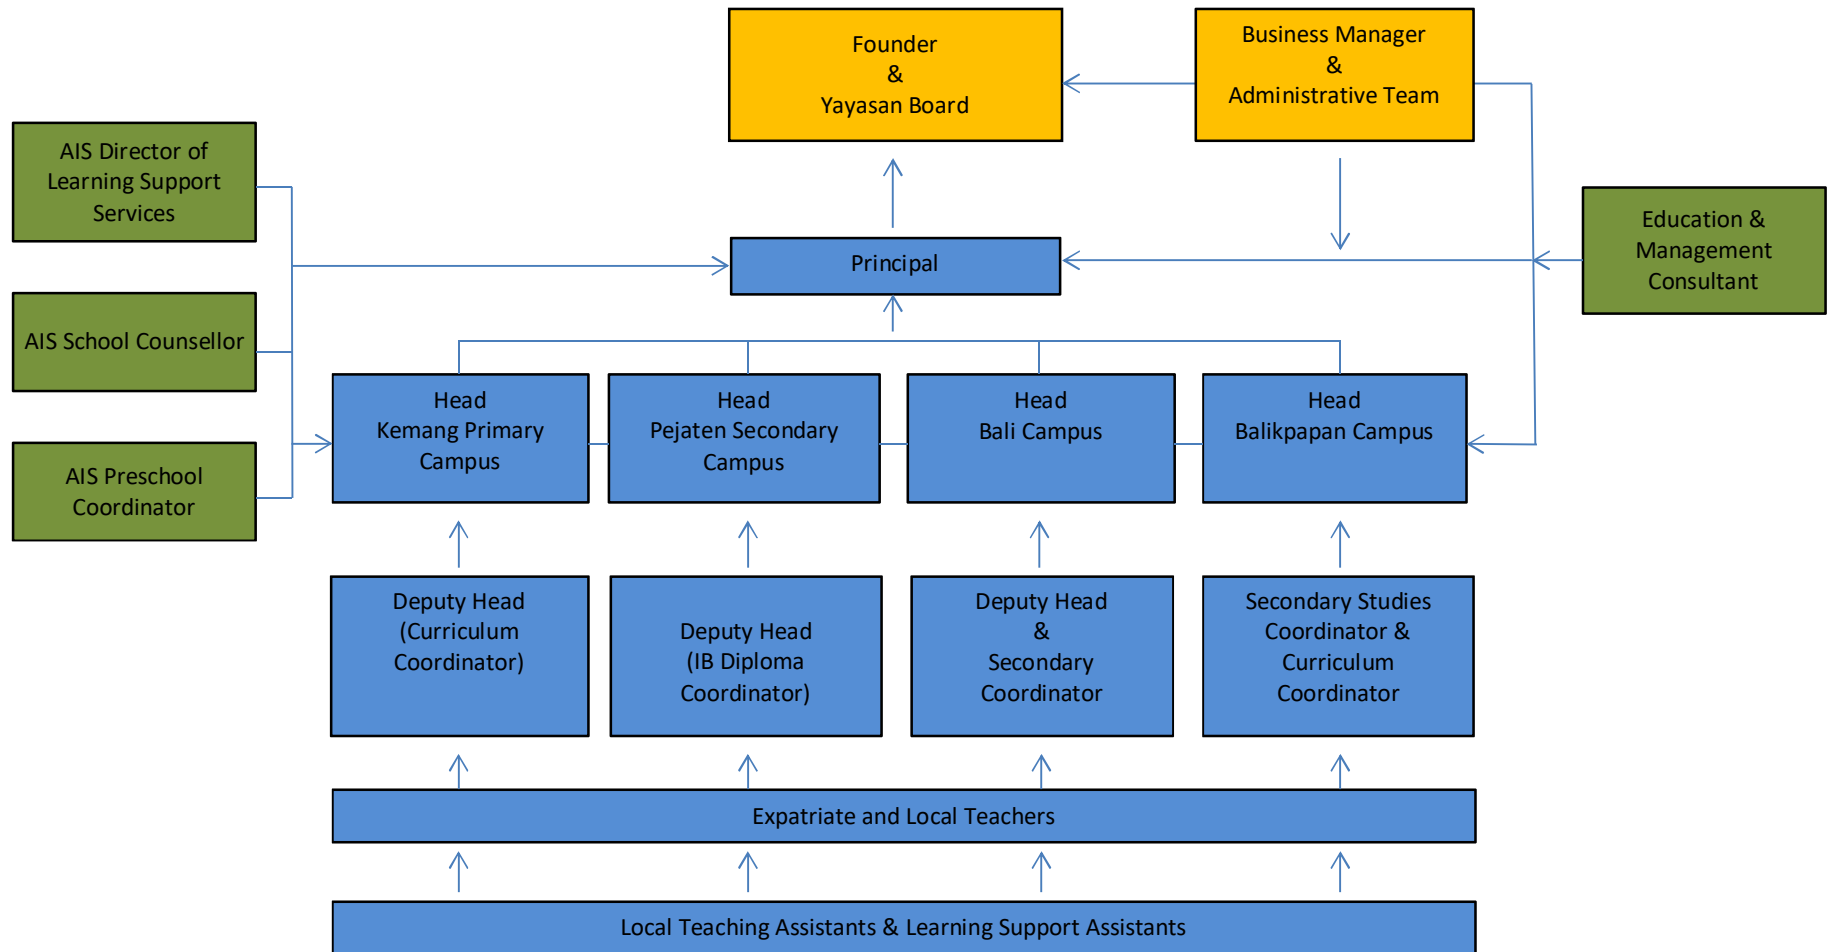 Founder
&
Yayasan Board
Business Manager
&
Administrative Team
AIS Director of
Learning Support
Services
Education &
Management
Consultant
Principal
AIS School Counsellor
Head
Kemang Primary
Campus
Head
Pejaten Secondary
Campus
Head
Bali Campus
Head
Balikpapan Campus
AIS Preschool
Coordinator
Deputy Head
(Curriculum
Coordinator)
Deputy Head
(IB Diploma
Coordinator)
Deputy Head
&
Secondary
Coordinator
Secondary Studies
Coordinator &
Curriculum
Coordinator
Expatriate and Local Teachers
Local Teaching Assistants & Learning Support Assistants